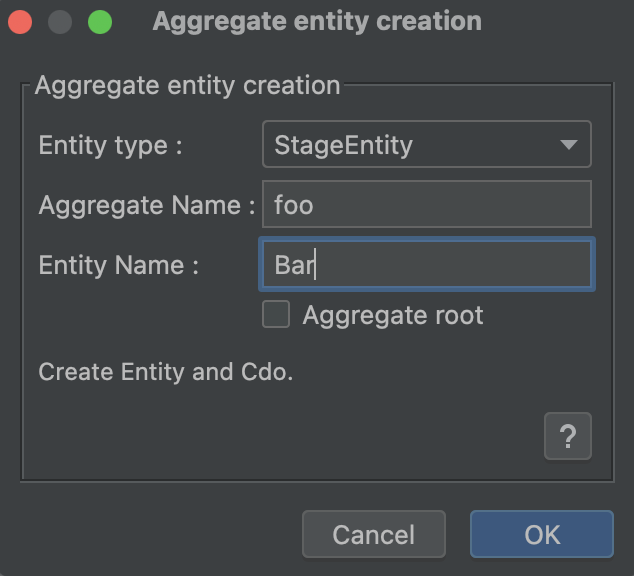 Aggregate entity creation
Aggregate entity creation
Entity type : StageEntity
Aggregate Name : foo
Entity Name : Bar
Aggregate root
Create Entity and Cdo.
?
Cancel OK